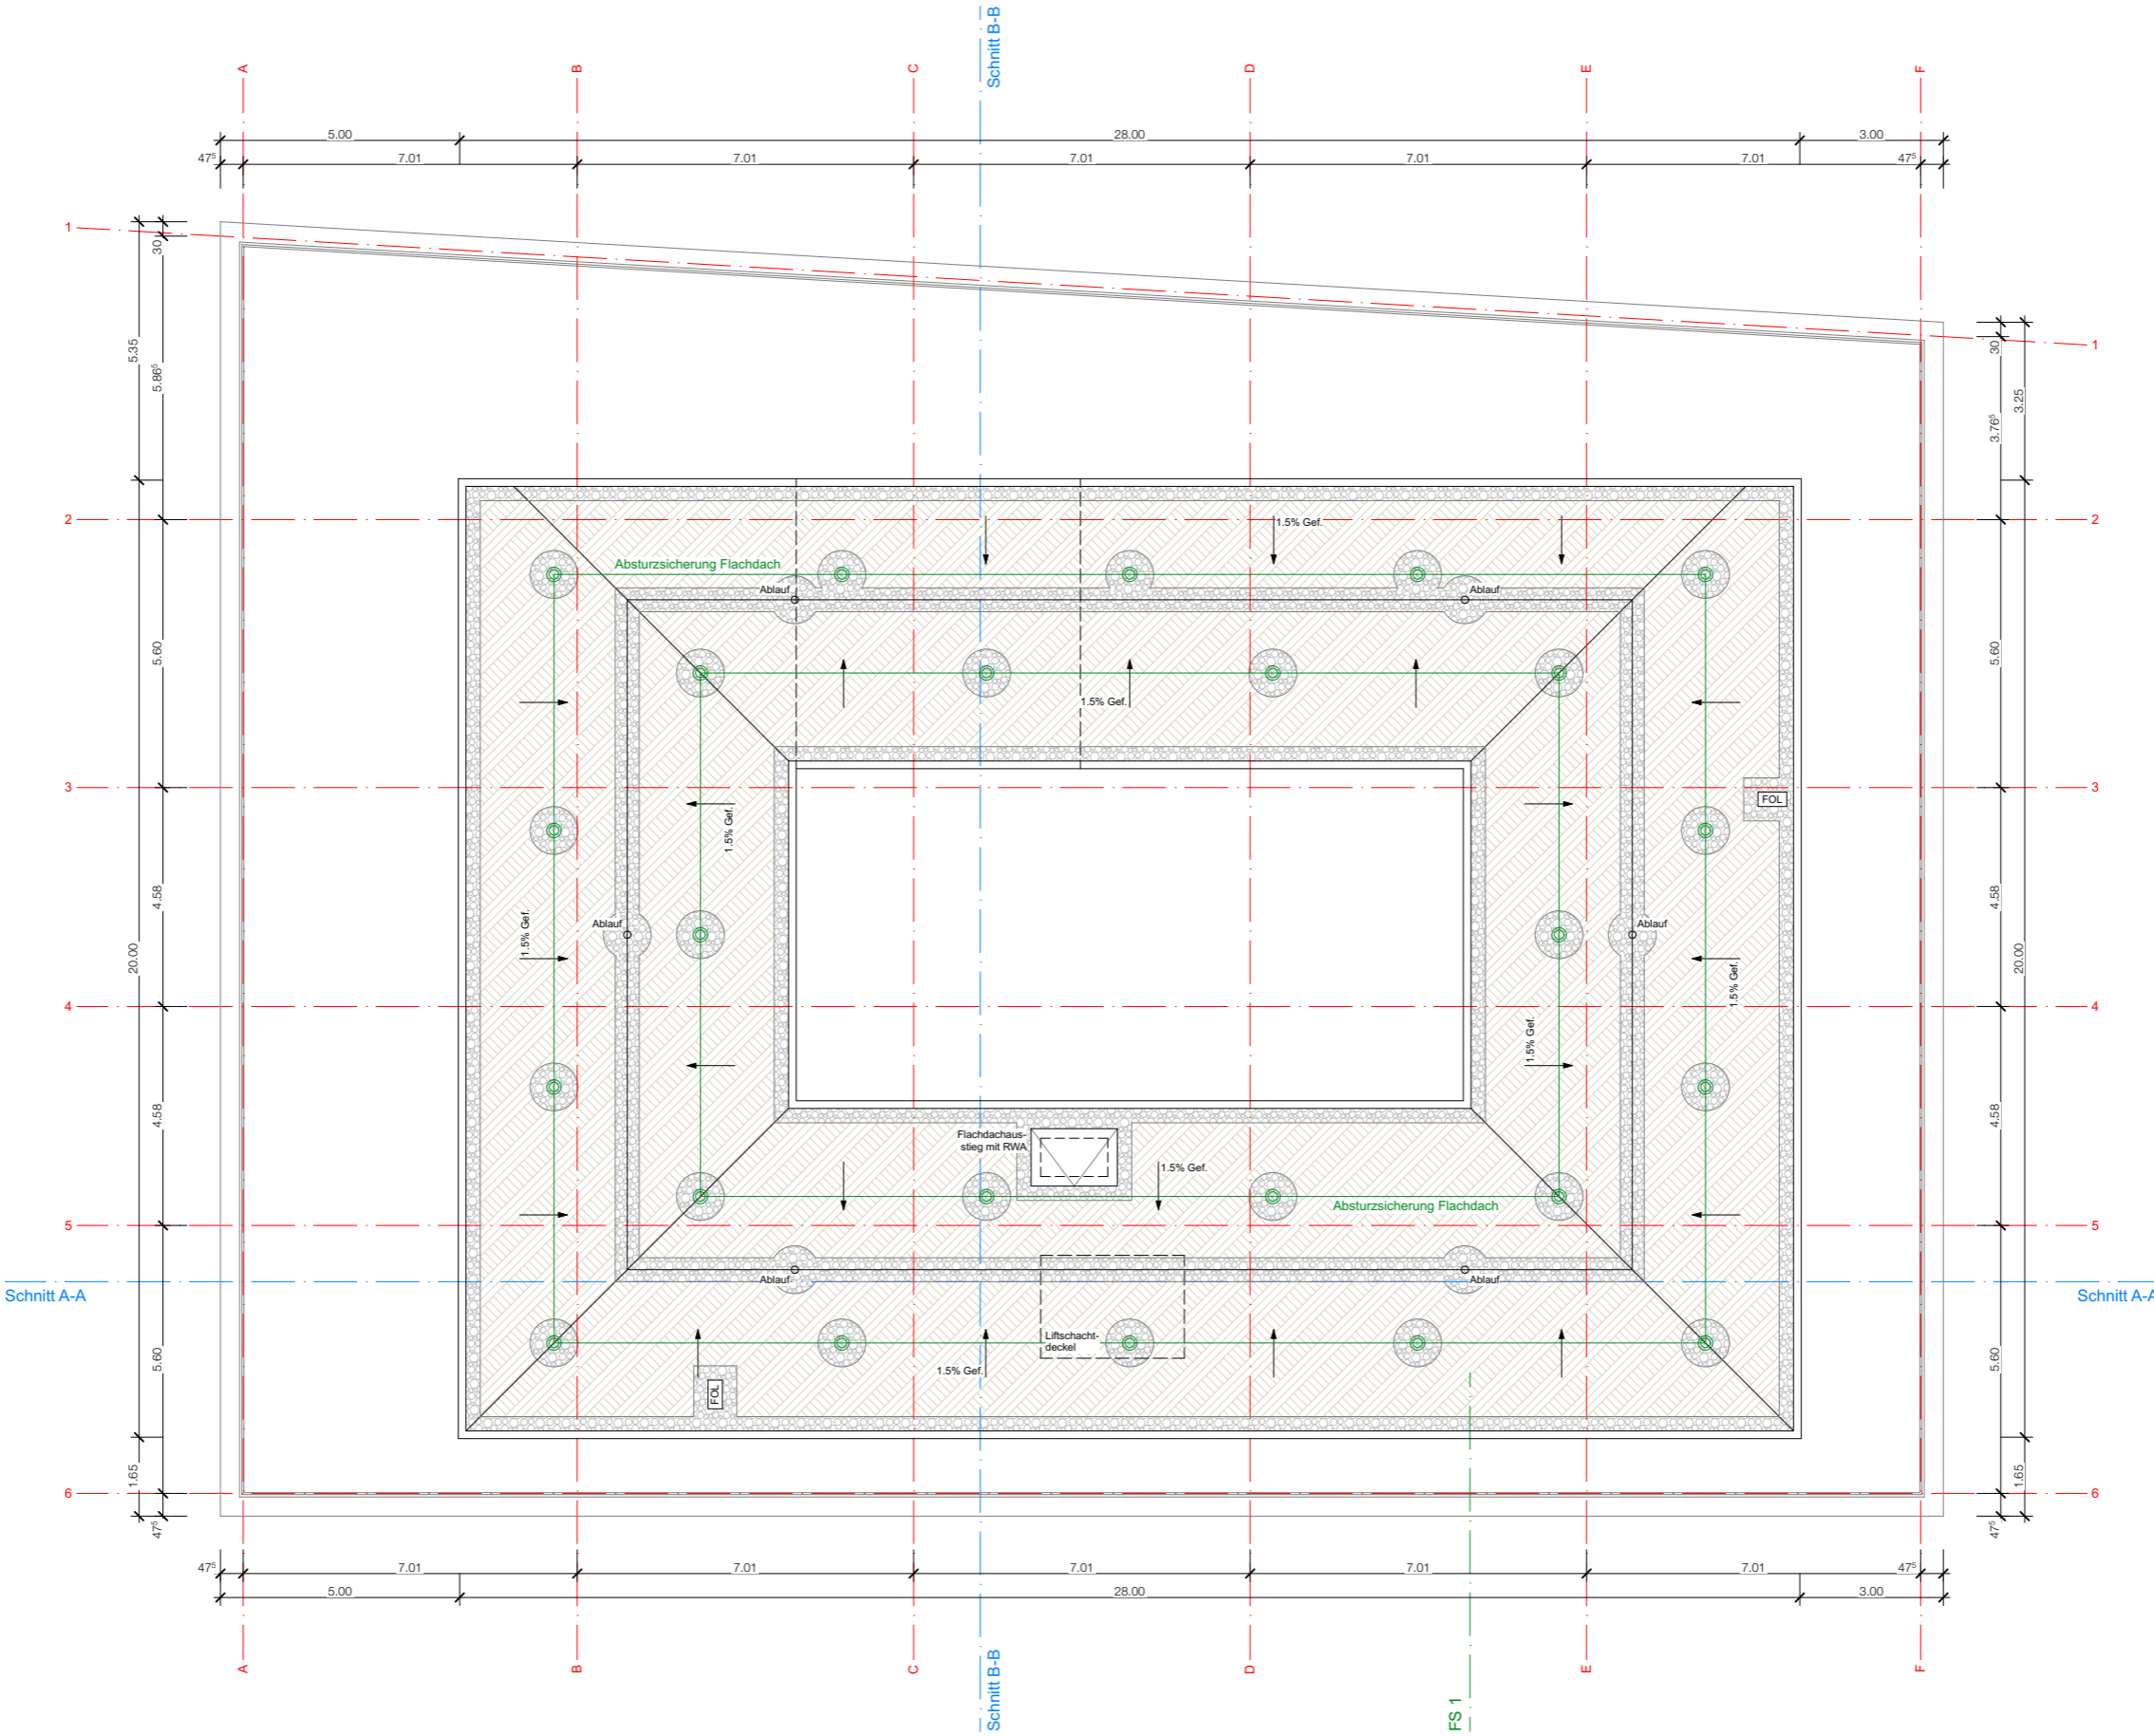 Schnitt B-B
A
B
C
D
E
F
5.00
28.00
3.00
47⁵
7.01
7.01
7.01
7.01
7.01
47⁵
1
30
5.35
5.86⁵
1
30
3.25
3.76⁵
2
1.5% Gef.
2
Absturzsicherung Flachdach
Ablauf
Ablauf
5.60
5.60
1.5% Gef.
3
FOL
3
1.5% Gef.
4.58
4.58
Ablauf
Ablauf
1.5% Gef.
20.00
20.00
1.5% Gef.
4
4
1.5% Gef.
4.58
4.58
Flachdachaus-
stieg mit RWA
1.5% Gef.
Absturzsicherung Flachdach
5
5
Ablauf
Ablauf
Schnitt A-A
Schnitt A-A
Liftschacht-
deckel
5.60
5.60
1.5% Gef.
FOL
1.65
1.65
6
6
47⁵
47⁵
47⁵
7.01
7.01
7.01
7.01
7.01
47⁵
5.00
28.00
3.00
A
B
C
D
E
F
Schnitt B-B
FS 1